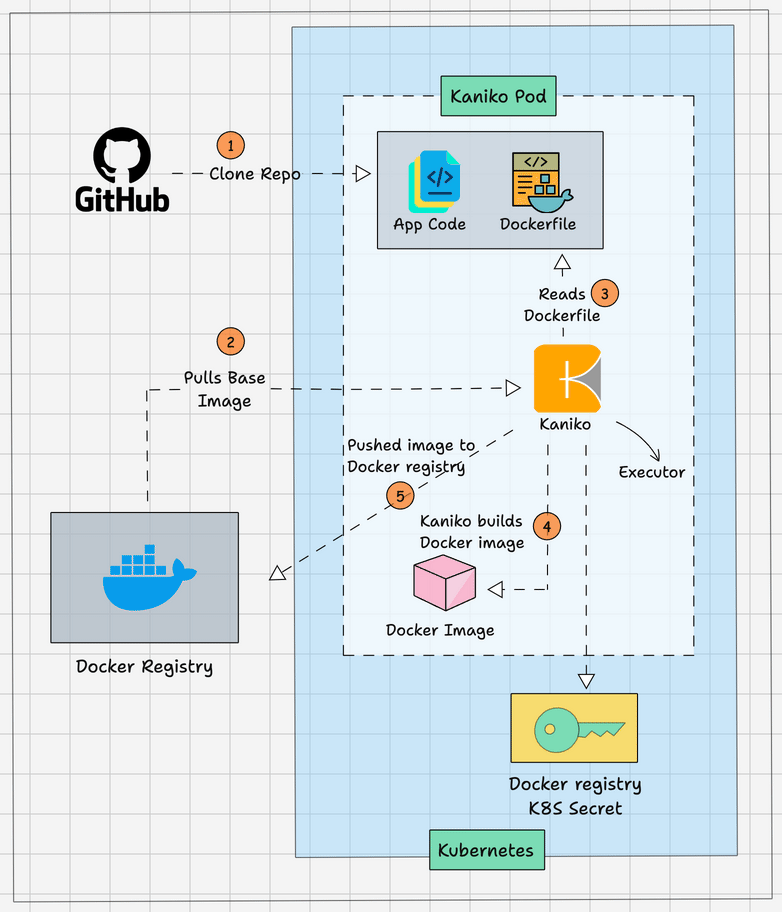 Kaniko Pod
1
GitHub
Clone Repo
</>
</>
App Code
Dockerfile
Reads
3
Dockerfile
2
Pulls Base
Image
Kaniko
Executor
Pushed image to
Docker registry
5
Kaniko builds
Docker image
4
Docker Image
Docker Registry
Docker registry
K8S Secret
Kubernetes